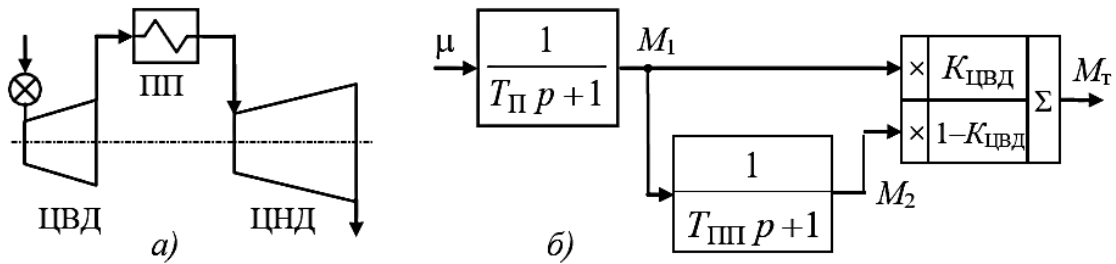 ПП
ЦВД
ЦНД
а)
μ
1
T_П p + 1
M_1
1
T_ПП p + 1
M_2
× K_ЦВД
× 1–K_ЦВД
Σ
M_т
б)